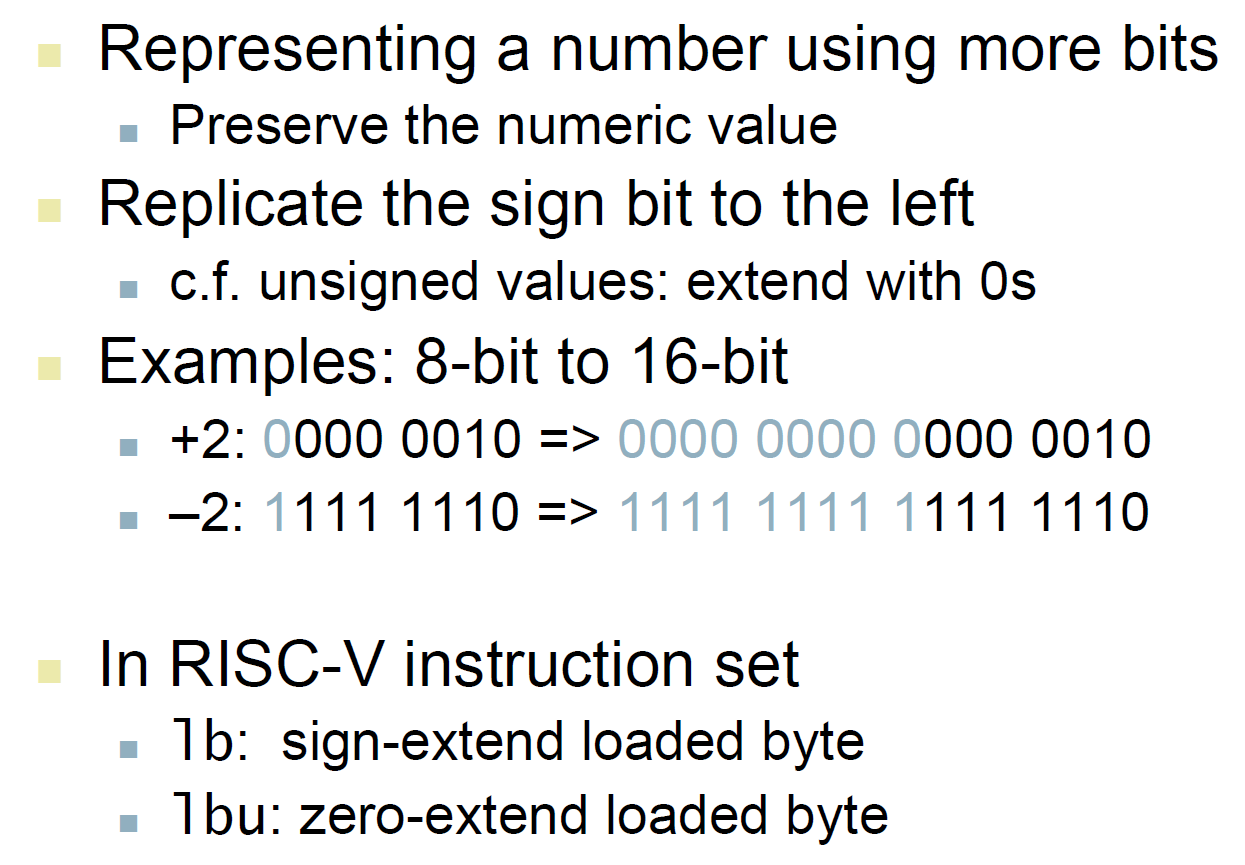 Representing a number using more bits
Preserve the numeric value
Replicate the sign bit to the left
c.f. unsigned values: extend with 0s
Examples: 8-bit to 16-bit
+2: 0000 0010 => 0000 0000 0000 0010
–2: 1111 1110 => 1111 1111 1111 1110
In RISC-V instruction set
lb: sign-extend loaded byte
lbu: zero-extend loaded byte